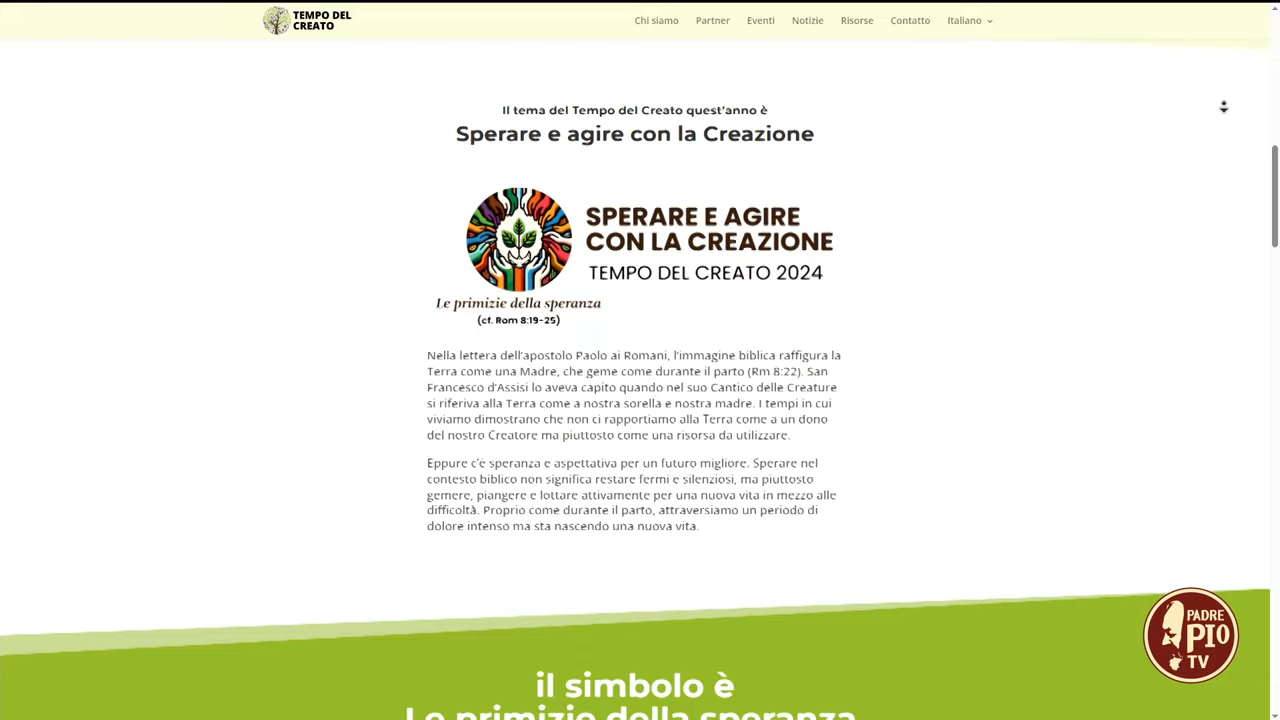 TEMPO DEL
CREATO
Chi siamo Partner Eventi Notizie Risorse Contatto Italiano
Il tema del Tempo del Creato quest'anno è
Sperare e agire con la Creazione
SPERARE E AGIRE
CON LA CREAZIONE
TEMPO DEL CREATO 2024
Le primizie della speranza
(cf. Rom 8:19-25)
Nella lettera dell'apostolo Paolo ai Romani, l'immagine biblica raffigura la
Terra come una Madre, che geme come durante il parto (Rm 8:22). San
Francesco d'Assisi lo aveva capito quando nel suo Cantico delle Creature
si riferiva alla Terra come a nostra sorella e nostra madre. I tempi in cui
viviamo dimostrano che non ci rapportiamo alla Terra come a un dono
del nostro Creatore ma piuttosto come una risorsa da utilizzare.
Eppure c'è speranza e aspettativa per un futuro migliore. Sperare nel
contesto biblico non significa restare fermi e silenziosi, ma piuttosto
gemere, piangere e lottare attivamente per una nuova vita in mezzo alle
difficoltà. Proprio come durante il parto, attraversiamo un periodo di
dolore intenso ma sta nascendo una nuova vita.
PADRE
PIO
TV
il simbolo è
Le primizie della speranza